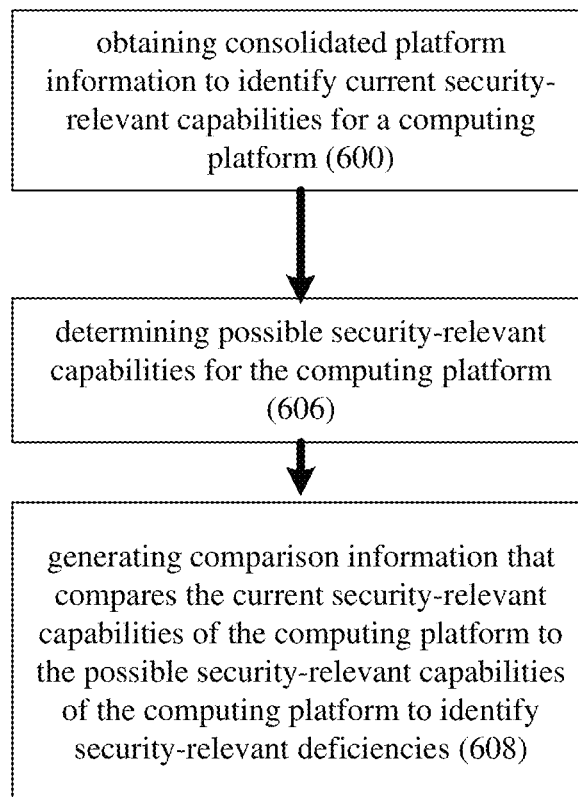 obtaining consolidated platform
information to identify current security-
relevant capabilities for a computing
platform (600)
determining possible security-relevant
capabilities for the computing platform
(606)
generating comparison information that
compares the current security-relevant
capabilities of the computing platform to
the possible security-relevant capabilities
of the computing platform to identify
security-relevant deficiencies (608)